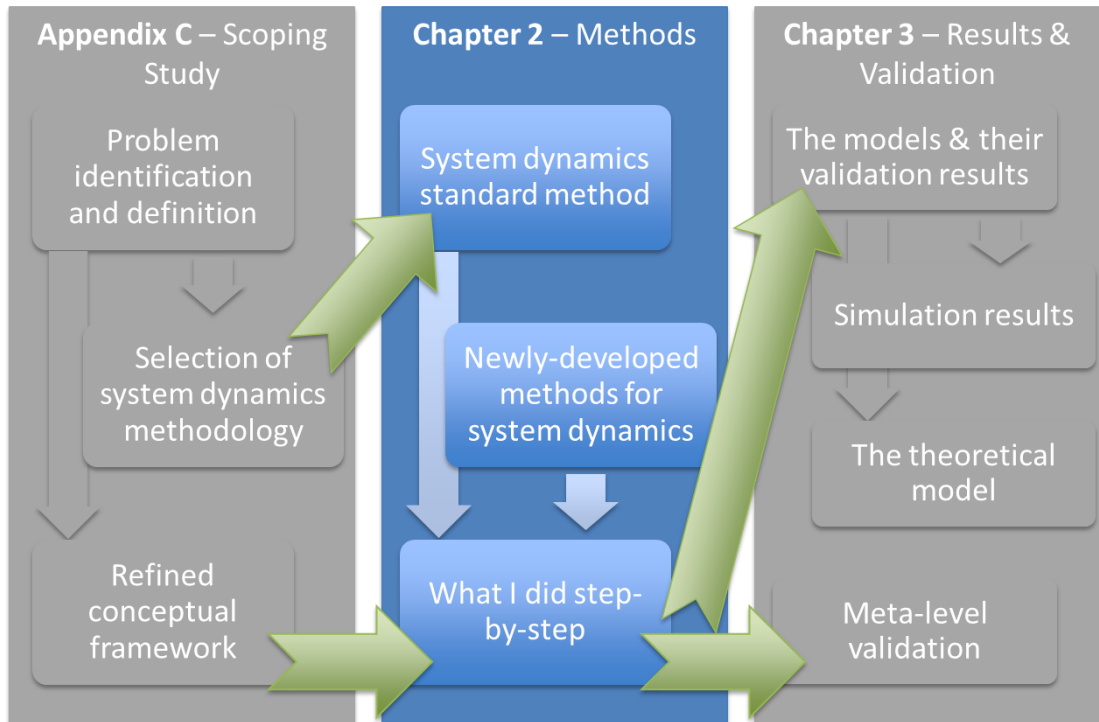 Appendix C – Scoping
Study
Problem
identification
and definition
Selection of
system dynamics
methodology
Refined
conceptual
framework
Chapter 2 – Methods
System dynamics
standard method
Newly-developed
methods for
system dynamics
What I did step-
by-step
Chapter 3 – Results &
Validation
The models & their
validation results
Simulation results
The theoretical
model
Meta-level
validation